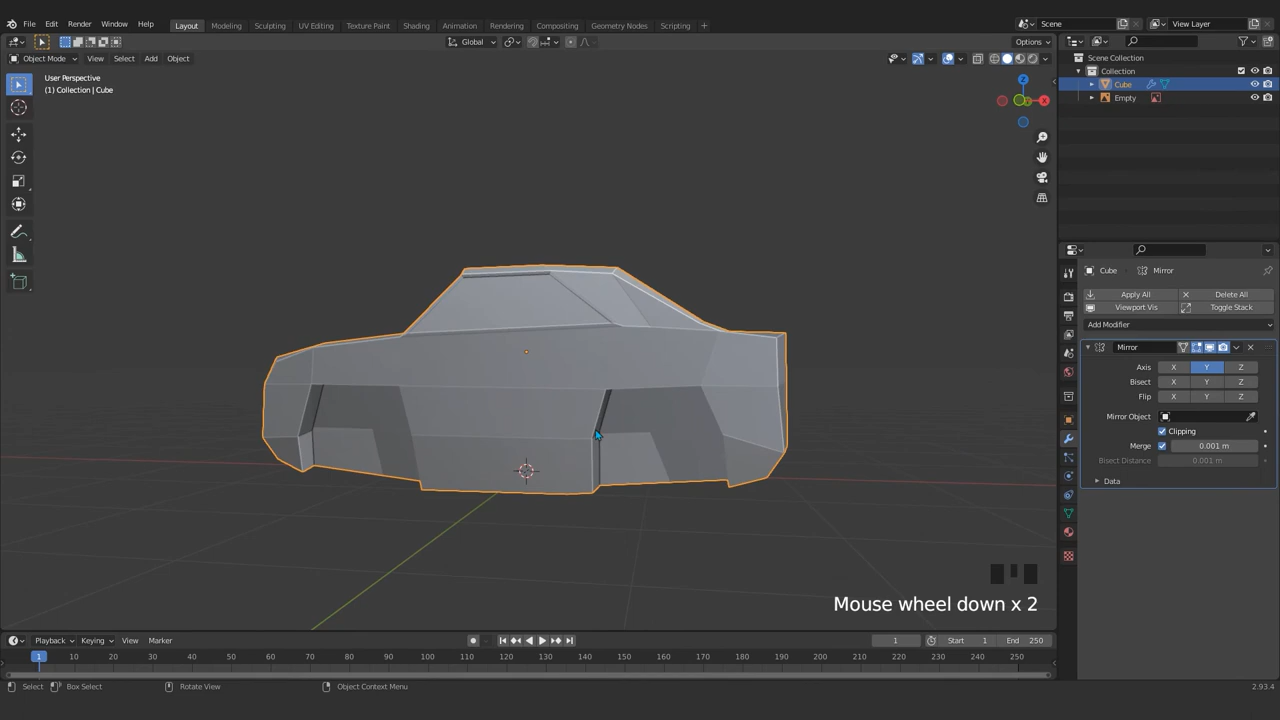 File Edit Render Window Help Layout Modeling Sculpting UV Editing Texture Paint Shading Animation Rendering Compositing Geometry Nodes Scripting + Scene View Layer
Global Options
Object Mode View Select Add Object
User Perspective
(1) Collection | Cube
Z
X
Scene Collection
Collection
Cube
Empty
Cube Mirror
Apply All Delete All
Viewport Vis Toggle Stack
Add Modifier
Mirror
Axis X Y Z
Bisect X Y Z
Flip X Y Z
Mirror Object
Clipping
Merge 0.001 m
Bisect Distance 0.001 m
Data
Mouse wheel down x 2
Playback Keying View Marker 1 Start 1 End 250
1 10 20 30 40 50 60 70 80 90 100 110 120 130 140 150 160 170 180 190 200 210 220 230 240 250
Select Box Select Rotate View Object Context Menu 2.93.4